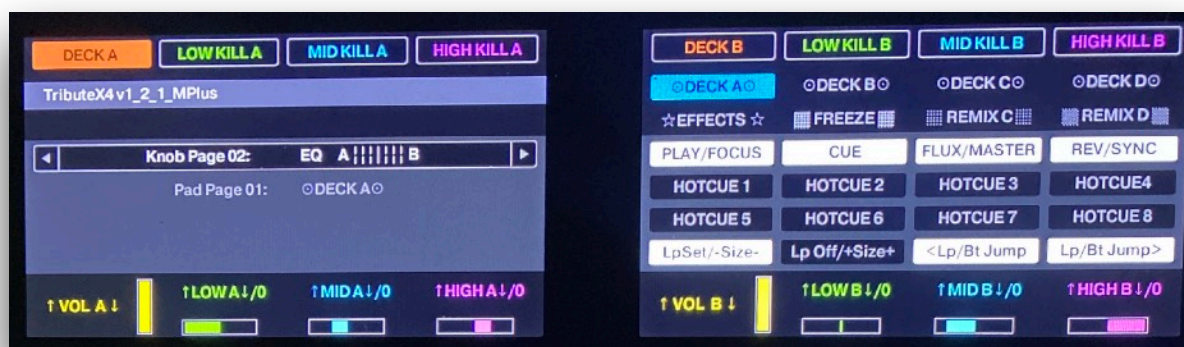 DECK A LOW KILL A MID KILL A HIGH KILL A
TributeX4 v1_2_1_MPlus
Knob Page 02: EQ A B
Pad Page 01: ⊙DECK A⊙
↑ VOL A ↓ ↑LOW A↓/0 ↑MID A↓/0 ↑HIGH A↓/0
DECK B LOW KILL B MID KILL B HIGH KILL B
⊙DECK A⊙ ⊙DECK B⊙ ⊙DECK C⊙ ⊙DECK D⊙
☆EFFECTS ☆ ▦ FREEZE ▦ ▦ REMIX C ▦ ▦ REMIX D ▦
PLAY/FOCUS CUE FLUX/MASTER REV/SYNC
HOTCUE 1 HOTCUE 2 HOTCUE 3 HOTCUE4
HOTCUE 5 HOTCUE 6 HOTCUE 7 HOTCUE 8
LpSet/-Size- Lp Off/+Size+ <Lp/Bt Jump Lp/Bt Jump>
↑ VOL B ↓ ↑LOW B↓/0 ↑MID B↓/0 ↑HIGH B↓/0